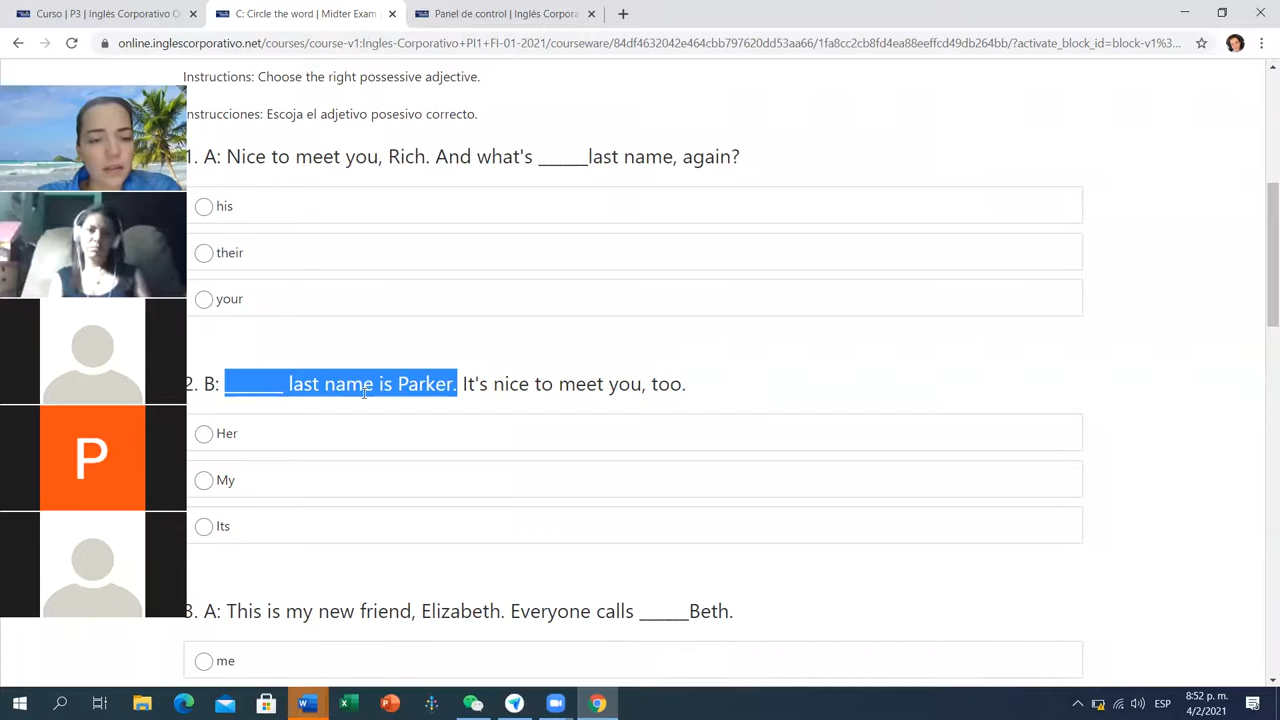 Curso | P3 | Inglés Corporativo O
C: Circle the word | Midter Exam
Panel de control | Inglés Corpora
online.inglescorporativo.net/courses/course-v1:Ingles-Corporativo+PI1+FI-01-2021/courseware/84df4632042e464cbb797620dd53aa66/1fa8cc2cb8fd4ea88eeffcd49db264bb/?activate_block_id=block-v1%3...
Instructions: Choose the right possessive adjective.
nstrucciones: Escoja el adjetivo posesivo correcto.
1. A: Nice to meet you, Rich. And what's _____last name, again?
his
their
your
2. B: ______ last name is Parker. It's nice to meet you, too.
Her
My
Its
3. A: This is my new friend, Elizabeth. Everyone calls _____Beth.
me
P
ESP
8:52 p. m.
4/2/2021